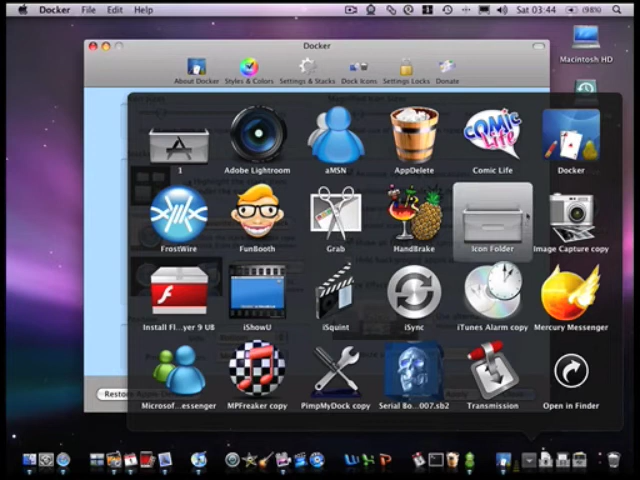 Docker File Edit Help Sat 03:44 (98%)
Docker
About Docker Styles & Colors Settings & Stacks Dock Icons Settings Locks Donate
Macintosh HD
COMIC Life
1 Adobe Lightroom aMSN AppDelete Comic Life Docker
FrostWire FunBooth Grab HandBrake Icon Folder Image Capture copy
Install Fl...yer 9 UB iShowU iSquint iSync iTunes Alarm copy Mercury Messenger
Microsof...essenger MPFreaker copy PimpMyDock copy Serial Bo...007.sb2 Transmission Open in Finder
Restore